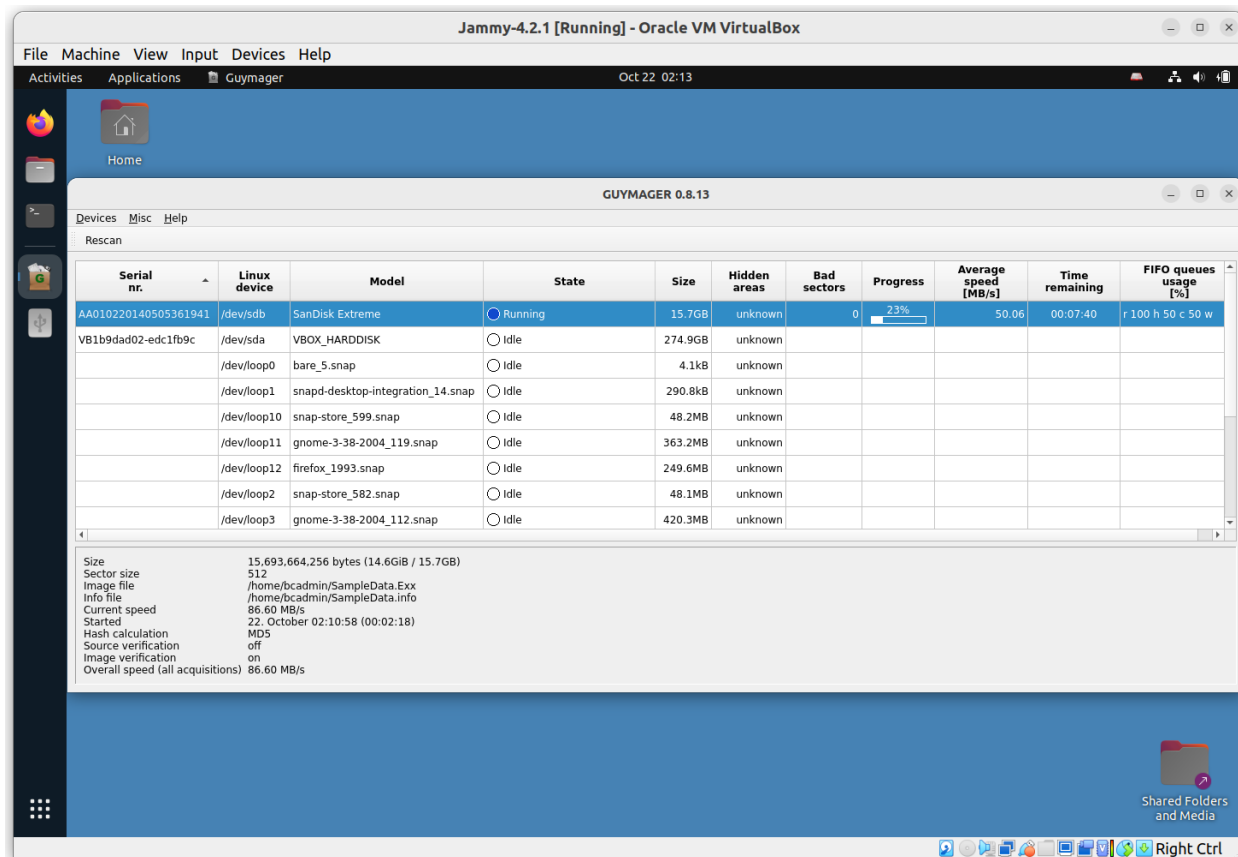 Jammy-4.2.1 [Running] - Oracle VM VirtualBox
File Machine View Input Devices Help
Activities Applications Guymager Oct 22 02:13
Home
GUYMAGER 0.8.13
Devices Misc Help
Rescan
Serial nr. Linux device Model State Size Hidden areas Bad sectors Progress Average speed [MB/s] Time remaining FIFO queues usage [%]
AA010220140505361941 /dev/sdb SanDisk Extreme Running 15.7GB unknown 0 23% 50.06 00:07:40 r 100 h 50 c 50 w
VB1b9dad02-edc1fb9c /dev/sda VBOX_HARDDISK Idle 274.9GB unknown
/dev/loop0 bare_5.snap Idle 4.1kB unknown
/dev/loop1 snapd-desktop-integration_14.snap Idle 290.8kB unknown
/dev/loop10 snap-store_599.snap Idle 48.2MB unknown
/dev/loop11 gnome-3-38-2004_119.snap Idle 363.2MB unknown
/dev/loop12 firefox_1993.snap Idle 249.6MB unknown
/dev/loop2 snap-store_582.snap Idle 48.1MB unknown
/dev/loop3 gnome-3-38-2004_112.snap Idle 420.3MB unknown
Size 15,693,664,256 bytes (14.6GiB / 15.7GB)
Sector size 512
Image file /home/bcadmin/SampleData.Exx
Info file /home/bcadmin/SampleData.info
Current speed 86.60 MB/s
Started 22. October 02:10:58 (00:02:18)
Hash calculation MD5
Source verification off
Image verification on
Overall speed (all acquisitions) 86.60 MB/s
Shared Folders
and Media
Right Ctrl